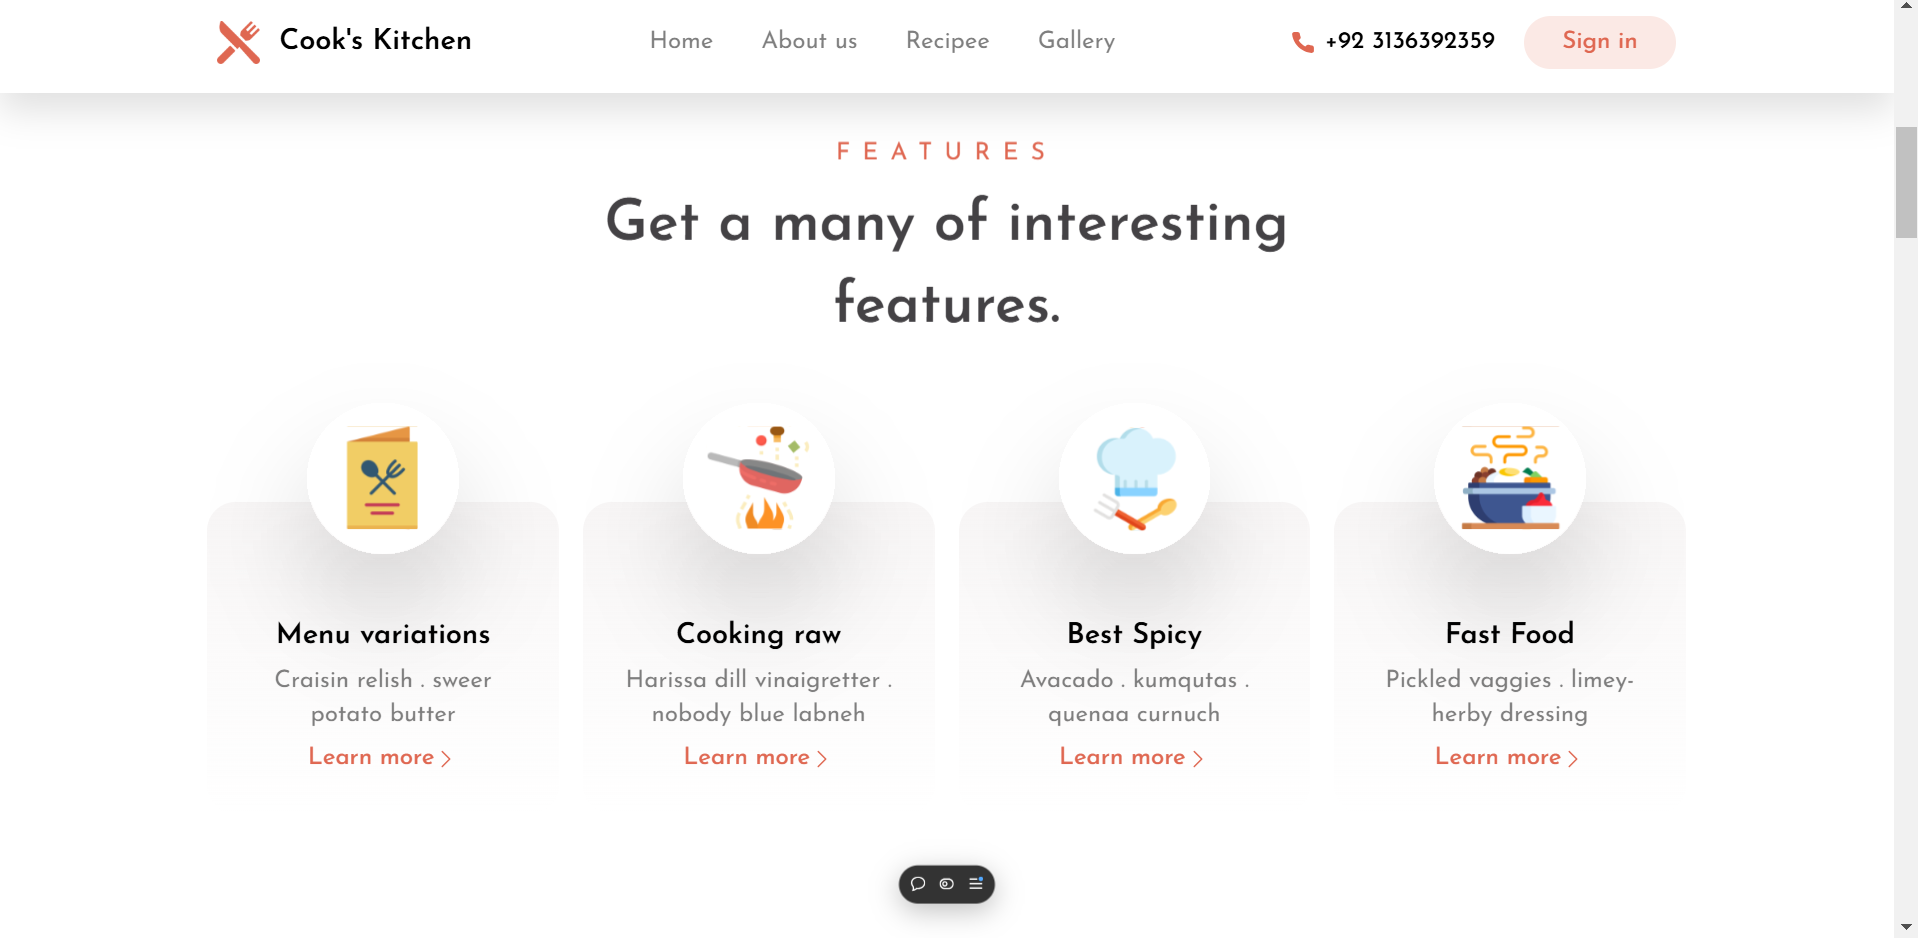 Cook's Kitchen
Home
About us
Recipee
Gallery
+92 3136392359
Sign in
FEATURES
Get a many of interesting
features.
Menu variations
Craisin relish . sweer
potato butter
Learn more
Cooking raw
Harissa dill vinaigretter .
nobody blue labneh
Learn more
Best Spicy
Avacado . kumqutas .
quenaa curnuch
Learn more
Fast Food
Pickled vaggies . limey-
herby dressing
Learn more